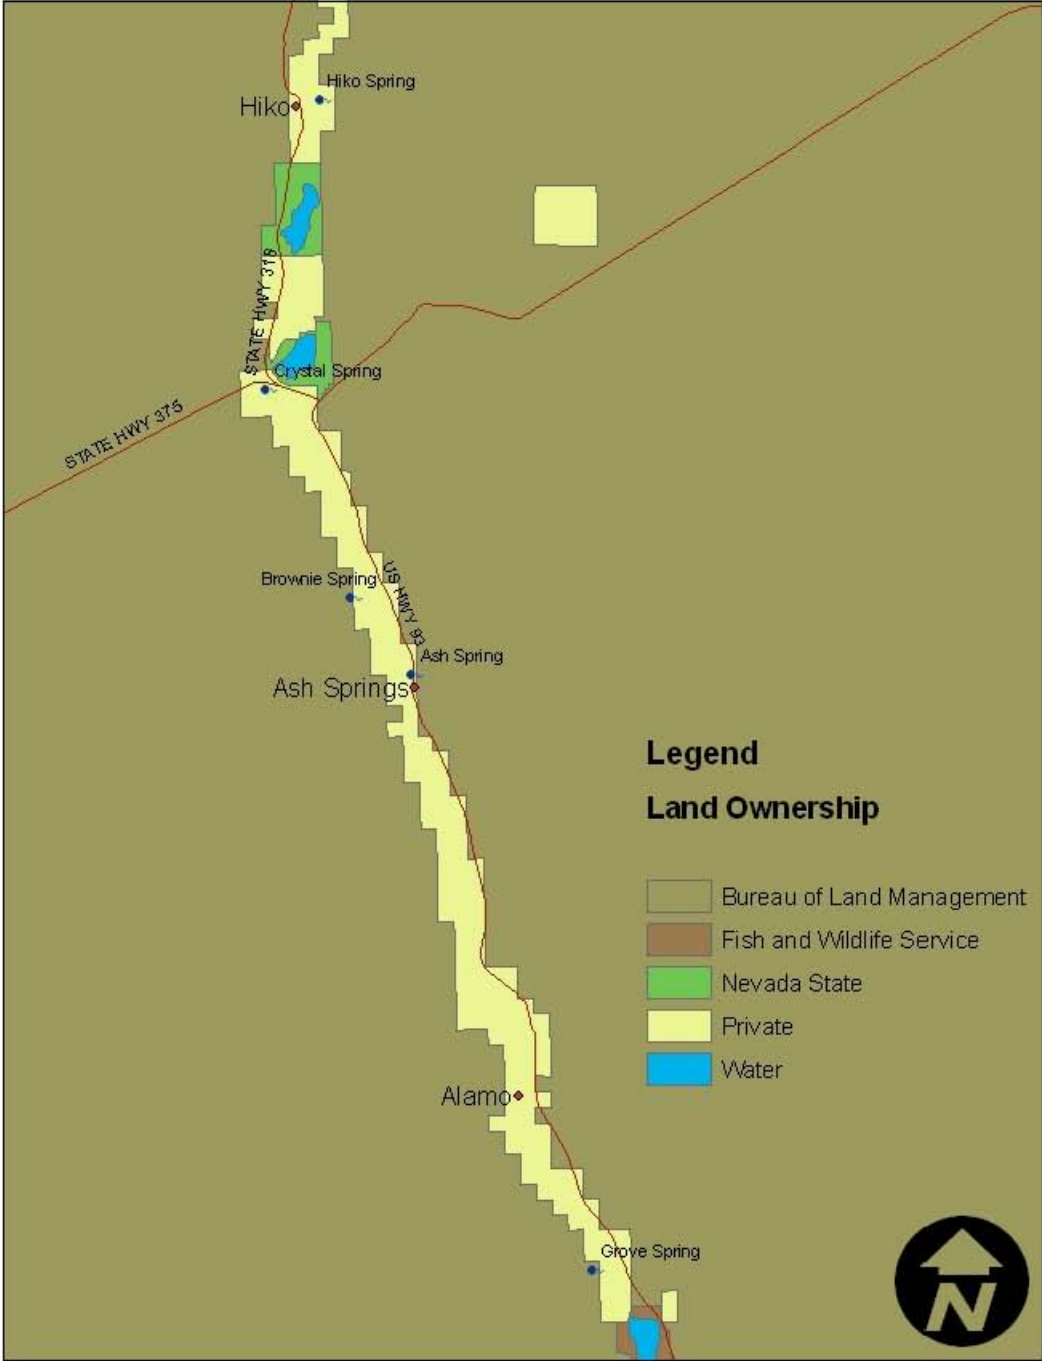 Hiko Spring
Hiko
STATE HWY 318
Crystal Spring
STATE HWY 375
Brownie Spring
US HWY 93
Ash Spring
Ash Springs
Legend
Land Ownership
Bureau of Land Management
Fish and Wildlife Service
Nevada State
Private
Water
Alamo
Grove Spring
N